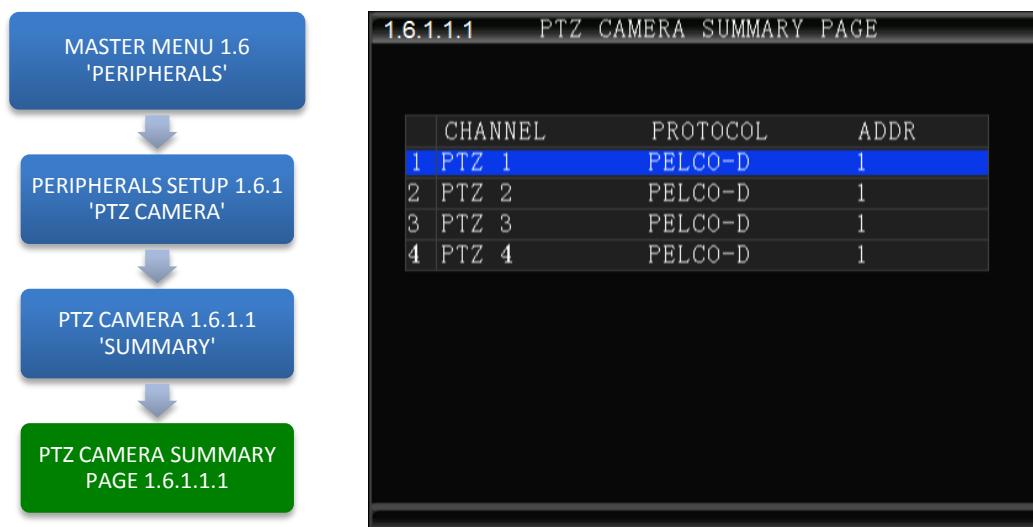 MASTER MENU 1.6
'PERIPHERALS'
PERIPHERALS SETUP 1.6.1
'PTZ CAMERA'
PTZ CAMERA 1.6.1.1
'SUMMARY'
PTZ CAMERA SUMMARY
PAGE 1.6.1.1.1
1.6.1.1.1 PTZ CAMERA SUMMARY PAGE
CHANNEL PROTOCOL ADDR
1 PTZ 1 PELCO-D 1
2 PTZ 2 PELCO-D 1
3 PTZ 3 PELCO-D 1
4 PTZ 4 PELCO-D 1